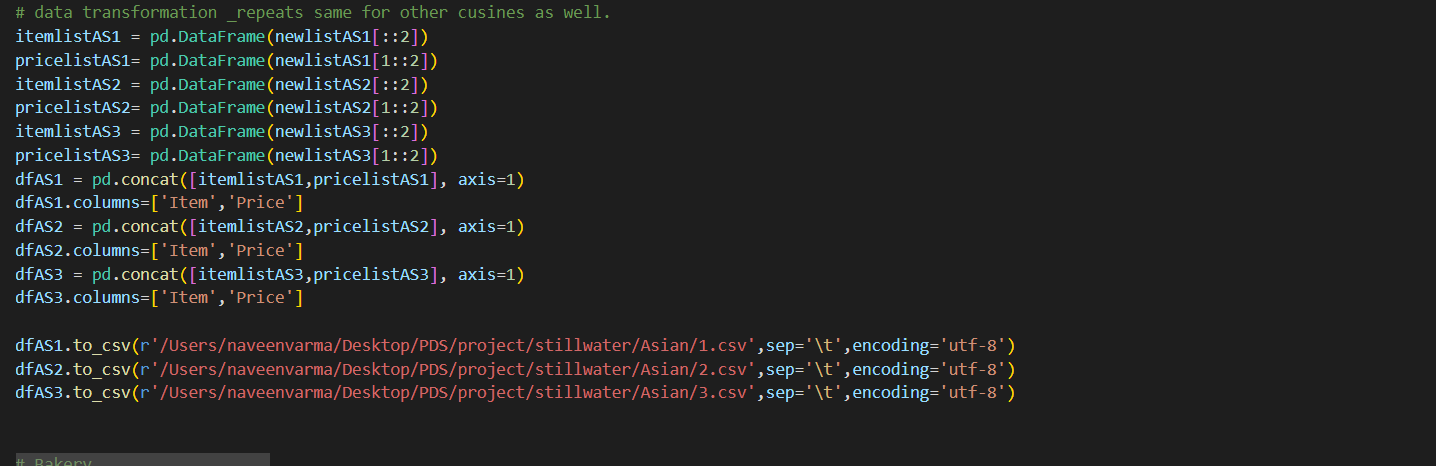 # data transformation _repeats same for other cusines as well.
itemlistAS1 = pd.DataFrame(newlistAS1[::2])
pricelistAS1= pd.DataFrame(newlistAS1[1::2])
itemlistAS2 = pd.DataFrame(newlistAS2[::2])
pricelistAS2= pd.DataFrame(newlistAS2[1::2])
itemlistAS3 = pd.DataFrame(newlistAS3[::2])
pricelistAS3= pd.DataFrame(newlistAS3[1::2])
dfAS1 = pd.concat([itemlistAS1,pricelistAS1], axis=1)
dfAS1.columns=['Item','Price']
dfAS2 = pd.concat([itemlistAS2,pricelistAS2], axis=1)
dfAS2.columns=['Item','Price']
dfAS3 = pd.concat([itemlistAS3,pricelistAS3], axis=1)
dfAS3.columns=['Item','Price']
dfAS1.to_csv(r'/Users/naveenvarma/Desktop/PDS/project/stillwater/Asian/1.csv',sep='\t',encoding='utf-8')
dfAS2.to_csv(r'/Users/naveenvarma/Desktop/PDS/project/stillwater/Asian/2.csv',sep='\t',encoding='utf-8')
dfAS3.to_csv(r'/Users/naveenvarma/Desktop/PDS/project/stillwater/Asian/3.csv',sep='\t',encoding='utf-8')
# Bakery